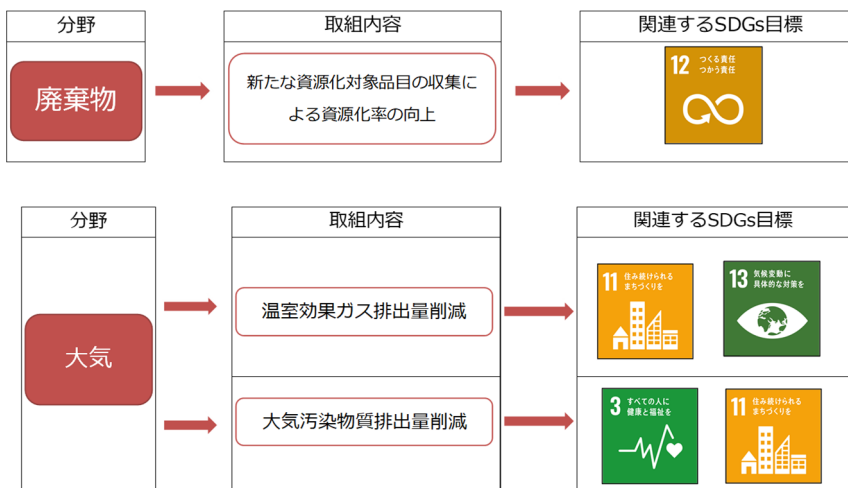 分野
取組内容
関連するSDGs目標
廃棄物
新たな資源化対象品目の収集に
よる資源化率の向上
12 つくる責任
つかう責任
分野
取組内容
関連するSDGs目標
大気
温室効果ガス排出量削減
11 住み続けられる
まちづくりを
13 気候変動に
具体的な対策を
大気汚染物質排出量削減
3 すべての人に
健康と福祉を
11 住み続けられる
まちづくりを